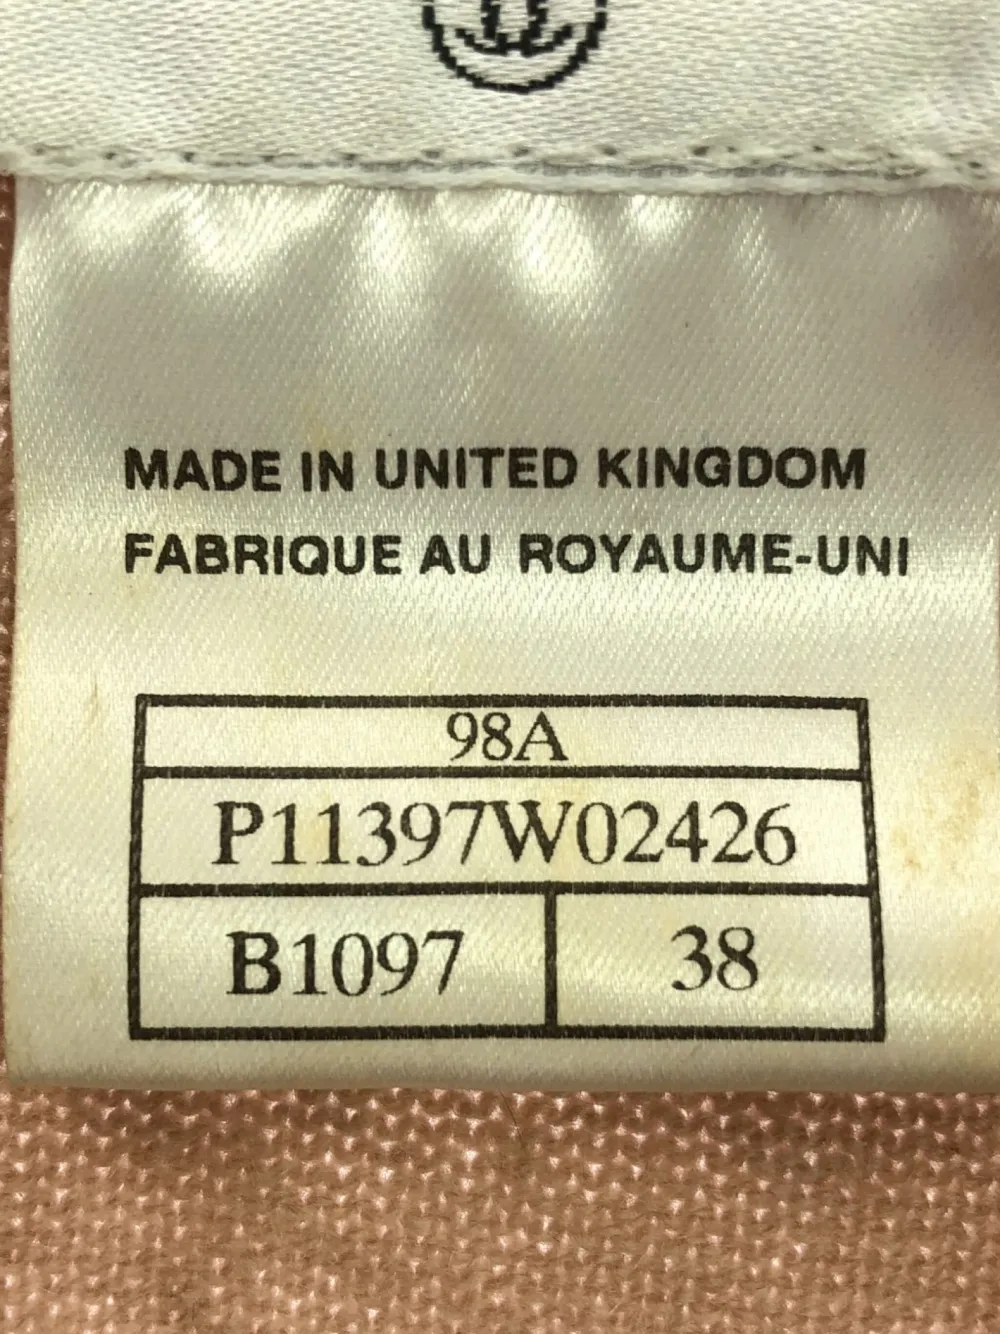 MADE IN UNITED KINGDOM
FABRIQUE AU ROYAUME-UNI
98A
P11397W02426
B1097 38